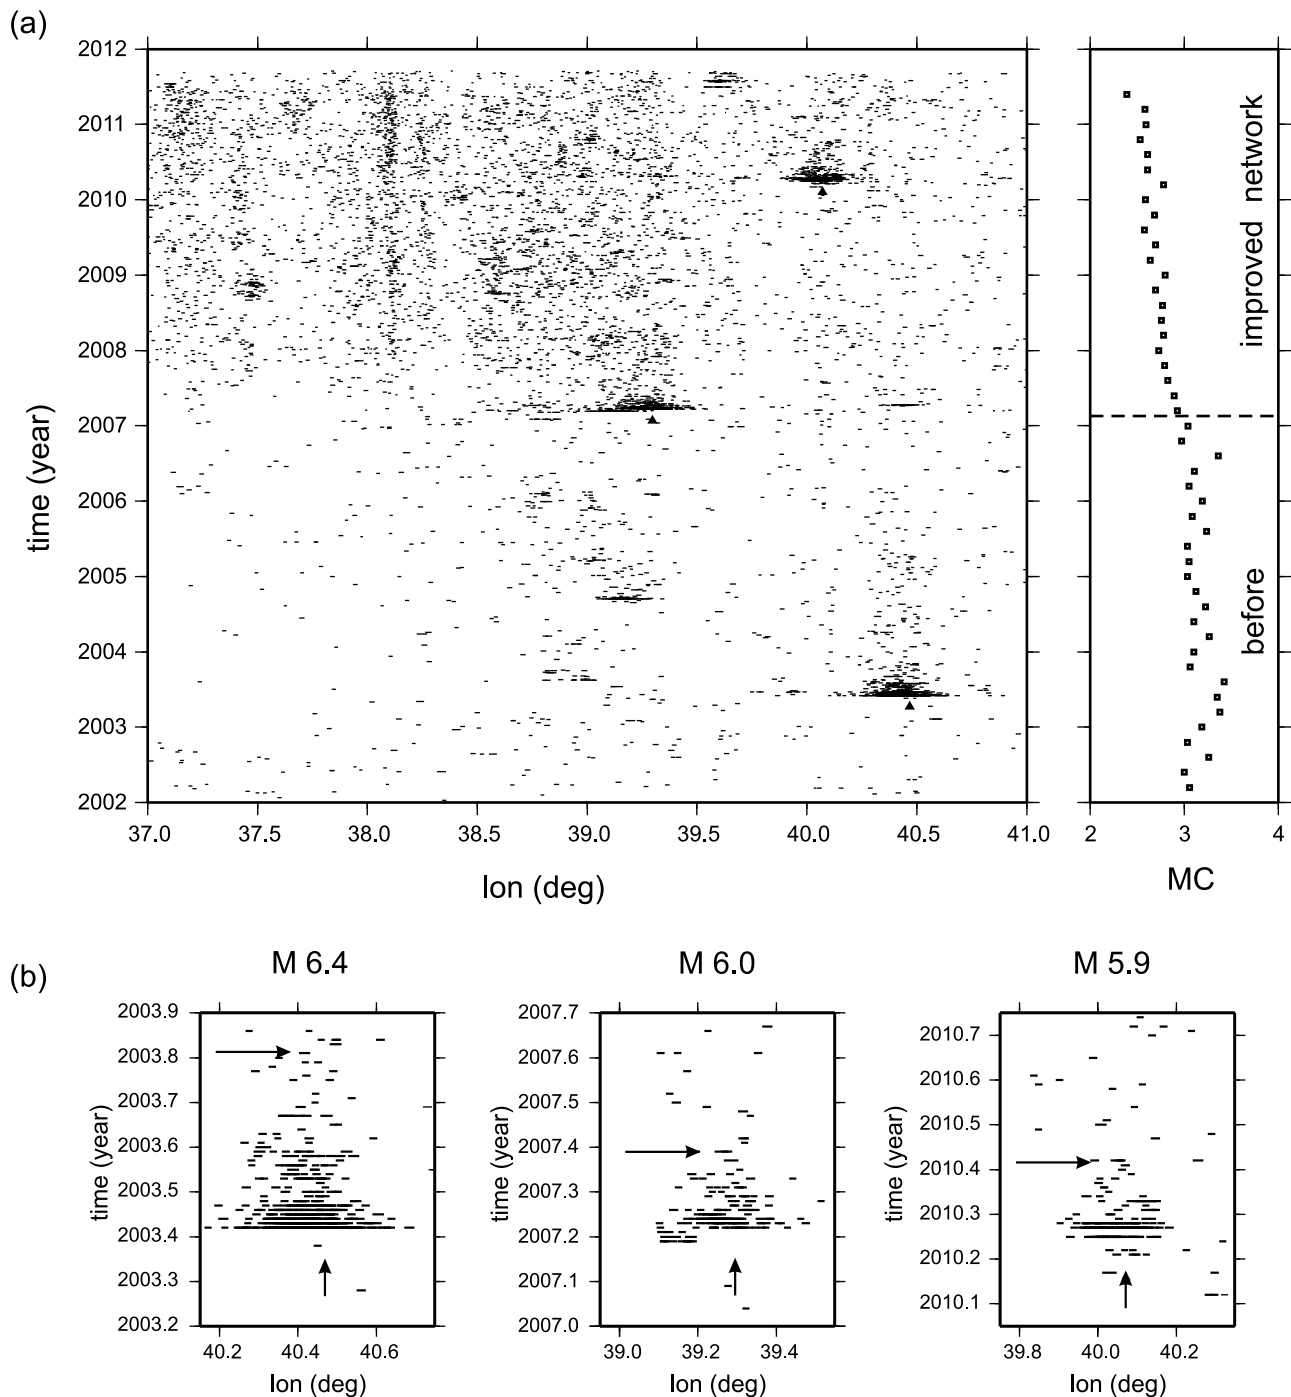 (a)
2012
2011
2010
2009
2008
2007
2006
2005
2004
2003
2002
time (year)
37.0 37.5 38.0 38.5 39.0 39.5 40.0 40.5 41.0
lon (deg)
improved network
before
2 3 4
MC
(b)
M 6.4
2003.9
2003.8
2003.7
2003.6
2003.5
2003.4
2003.3
2003.2
time (year)
40.2 40.4 40.6
lon (deg)
M 6.0
2007.7
2007.6
2007.5
2007.4
2007.3
2007.2
2007.1
2007.0
time (year)
39.0 39.2 39.4
lon (deg)
M 5.9
2010.7
2010.6
2010.5
2010.4
2010.3
2010.2
2010.1
time (year)
39.8 40.0 40.2
lon (deg)